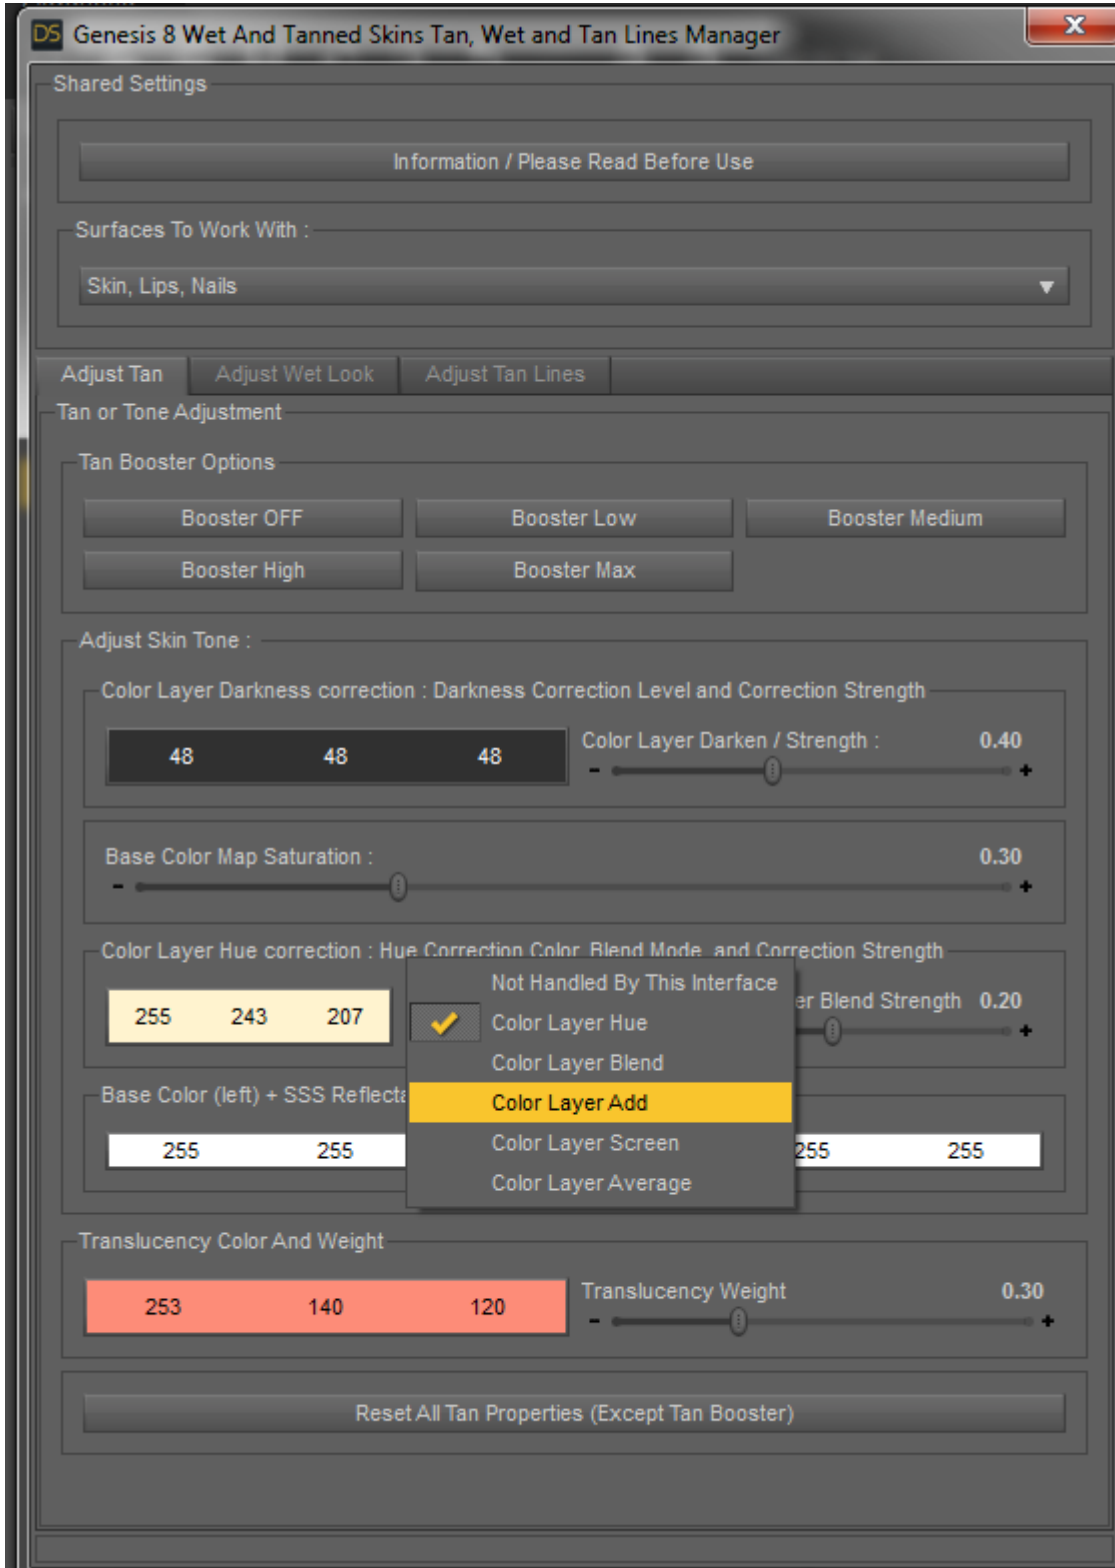 DS Genesis 8 Wet And Tanned Skins Tan, Wet and Tan Lines Manager X
Shared Settings
Information / Please Read Before Use
Surfaces To Work With :
Skin, Lips, Nails
Adjust Tan Adjust Wet Look Adjust Tan Lines
Tan or Tone Adjustment
Tan Booster Options
Booster OFF Booster Low Booster Medium
Booster High Booster Max
Adjust Skin Tone :
Color Layer Darkness correction : Darkness Correction Level and Correction Strength
48 48 48 Color Layer Darken / Strength : 0.40
- +
Base Color Map Saturation : 0.30
- +
Color Layer Hue correction : Hue Correction Color, Blend Mode, and Correction Strength
Not Handled By This Interface
255 243 207 er Blend Strength 0.20
Color Layer Hue +
Color Layer Blend
Base Color (left) + SSS Reflecta
Color Layer Add
255 255 Color Layer Screen 255 255
Color Layer Average
Translucency Color And Weight
253 140 120 Translucency Weight 0.30
- +
Reset All Tan Properties (Except Tan Booster)